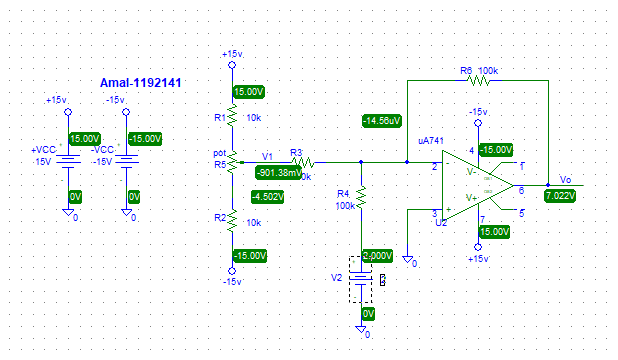 Amal-1192141
+15v
-15v
15.00V
-15.00V
+VCC
15V
-VCC
-15V
0V
0V
0
0
+15v
15.00V
R1
10k
pot
R5
V1
-901.38mV
R3
-4.502V
R2
10k
-15.00V
-15v
-14.56uV
R4
100k
V2
0V
0
R6
100k
-15v
uA741
4
-15.00V
2
-
V-
1
6
Vo
7.022V
3
+
V+
5
U2
7
15.00V
+15v
0